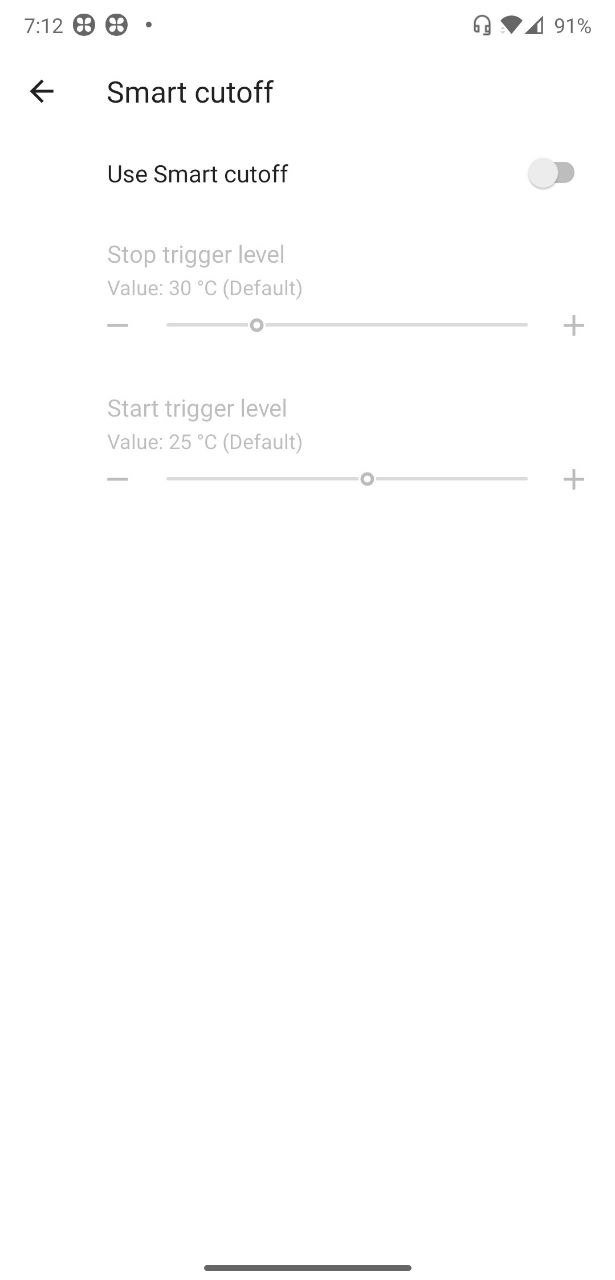 7:12
91%
Smart cutoff
Use Smart cutoff
Stop trigger level
Value: 30 °C (Default)
Start trigger level
Value: 25 °C (Default)